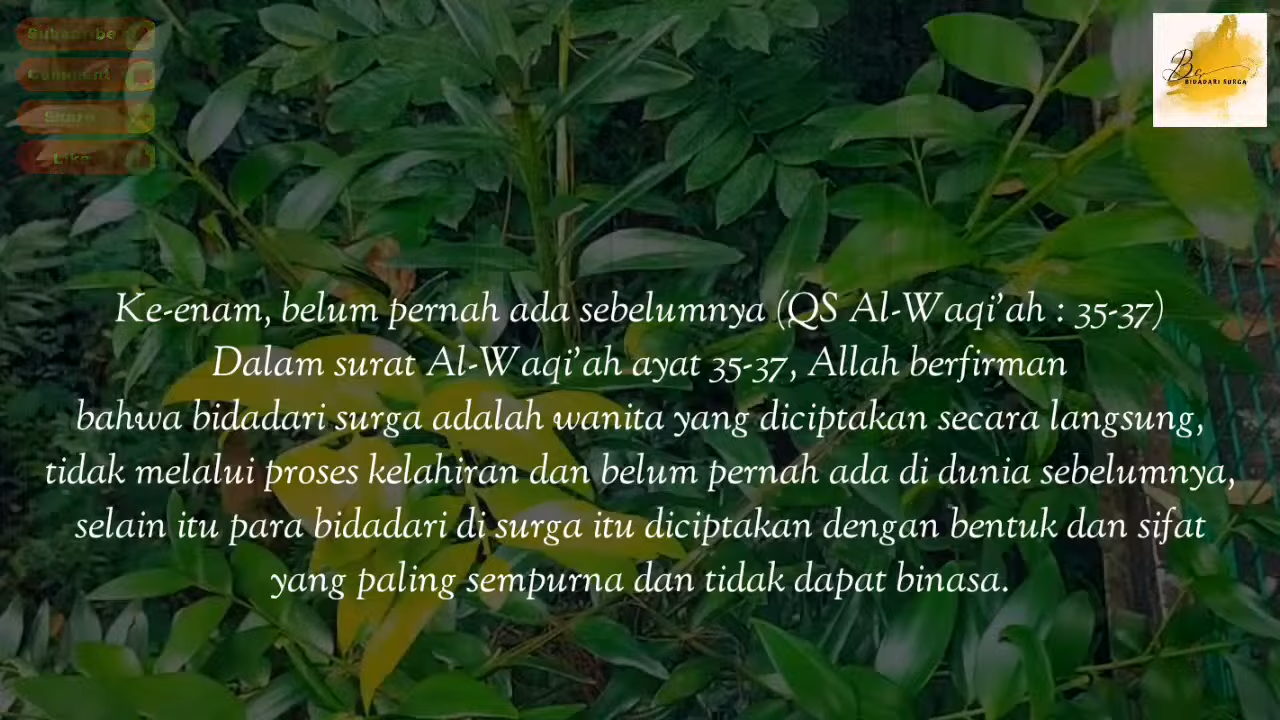 Subscribe
Comment
Share
Like
BIDADARI SURGA
Ke-enam, belum pernah ada sebelumnya (QS Al-Waqi'ah : 35-37)
Dalam surat Al-Waqi'ah ayat 35-37, Allah berfirman
bahwa bidadari surga adalah wanita yang diciptakan secara langsung,
tidak melalui proses kelahiran dan belum pernah ada di dunia sebelumnya,
selain itu para bidadari di surga itu diciptakan dengan bentuk dan sifat
yang paling sempurna dan tidak dapat binasa.